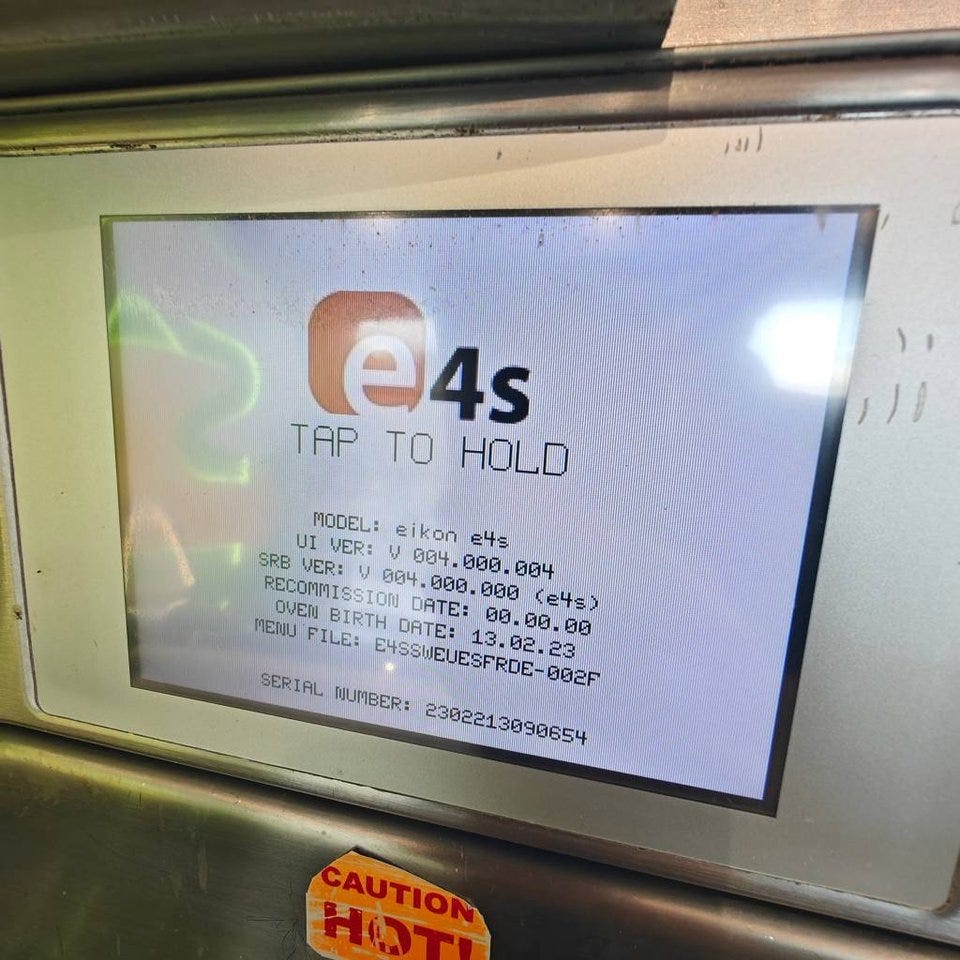 e4s
TAP TO HOLD
MODEL: eikon e4s
UI VER: V 004.000.004
SRB VER: V 004.000.000 (e4s)
RECOMMISSION DATE: 00.00.00
OVEN BIRTH DATE: 13.02.23
MENU FILE: E4SSWEUESFRDE-002F
SERIAL NUMBER: 2302213090654
CAUTION
HOT!